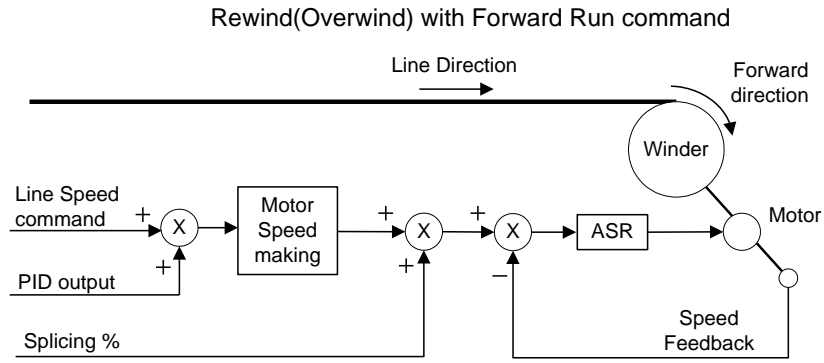 Rewind(Overwind) with Forward Run command
Line Direction
Forward
direction
Winder
Line Speed
command
+
X
+
Motor
Speed
making
+
X
+
+
X
−
ASR
Motor
PID output
Splicing %
Speed
Feedback